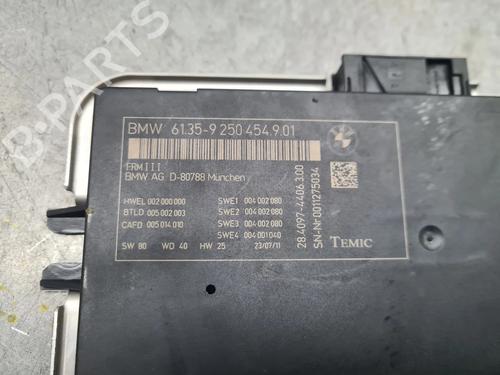 BMW 61.35-9 250 454.9.01
FRM III
BMW AG D-80788 München
HWEL 002 000 000
BTLD 005 002 003
CAFD 005 014 010
SWE1 004 002 080
SWE2 004 002 080
SWE3 004 002 080
SWE4 004 001 040
SW 80 WD 40 HW 25 23/07/11
28.4097-4406.3.00
SN-Nr.0011275034
TEMIC
B-PARTS